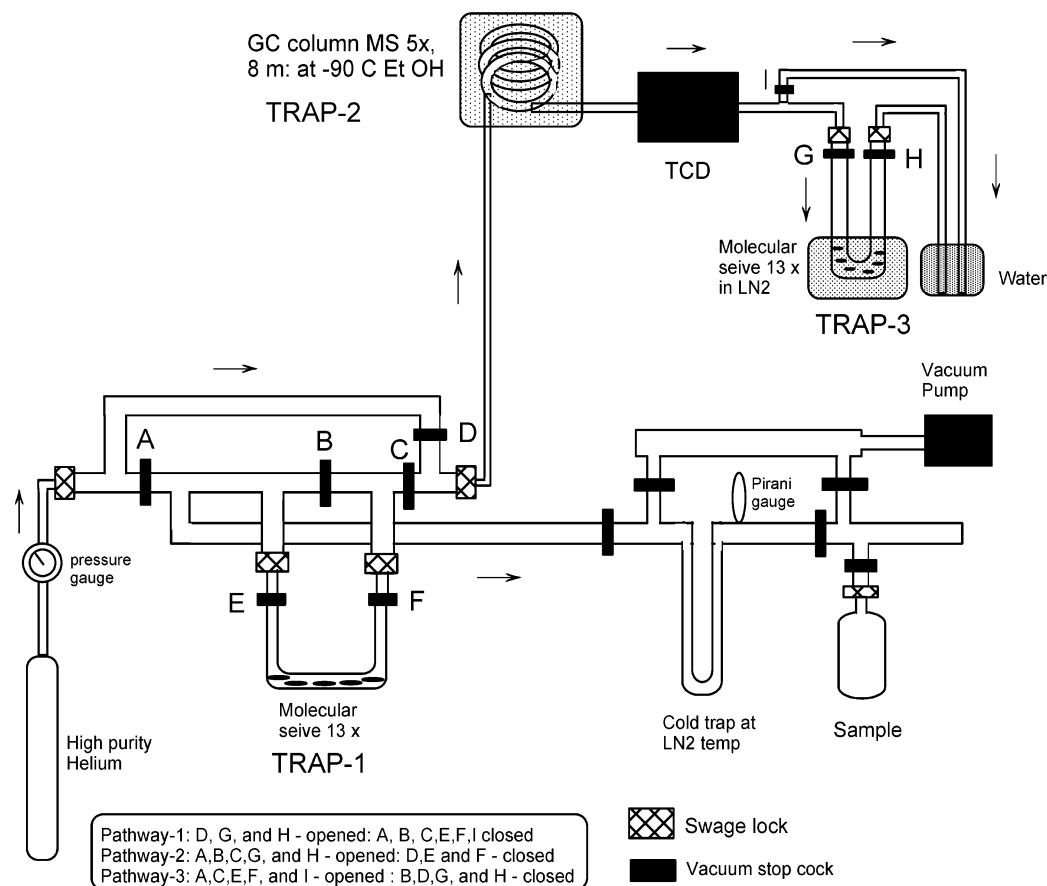 GC column MS 5x,
8 m: at -90 C Et OH
TRAP-2
TCD
I
G
H
Molecular
seive 13 x
in LN2
TRAP-3
Water
Vacuum
Pump
A
B
C
D
Pirani
gauge
pressure
gauge
E
F
Molecular
seive 13 x
TRAP-1
High purity
Helium
Cold trap at
LN2 temp
Sample
Pathway-1: D, G, and H - opened: A, B, C,E,F,I closed
Pathway-2: A,B,C,G, and H - opened: D,E and F - closed
Pathway-3: A,C,E,F, and I - opened : B,D,G, and H - closed
Swage lock
Vacuum stop cock